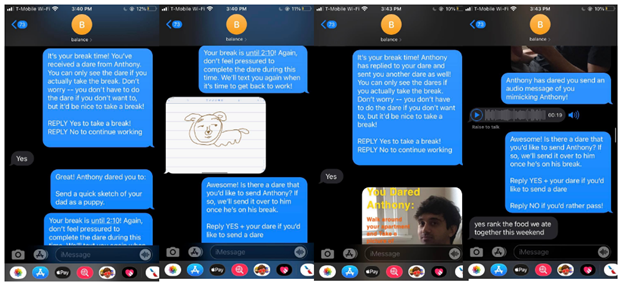 T-Mobile Wi-Fi
3:40 PM
12%
73
B
balance
It's your break time! You've
received a dare from Anthony.
You can only see the dare if you
actually take the break. Don't
worry -- you don't have to do
the dare if you don't want to,
but it'd be nice to take a break!
REPLY Yes to take a break!
REPLY No to continue working
Yes
Great! Anthony dared you to:
Send a quick sketch of your
dad as a puppy.
Your break is until 2:10! Again,
don't feel pressured to
complete the dare during this
iMessage
Pay
T-Mobile Wi-Fi
3:40 PM
11%
73
B
balance
Your break is until 2:10! Again,
don't feel pressured to
complete the dare during this
time. We'll text you again when
it's time to get back to work!
Awesome! Is there a dare that
you'd like to send Anthony? If
so, we'll send it over to him
once he's on his break.
Reply YES + your dare if you'd
like to send a dare
iMessage
Pay
T-Mobile Wi-Fi
3:43 PM
10%
73
B
balance
It's your break time! Anthony
has replied to your dare and
sent you another dare as well!
You can only see the dares if
you actually take the break.
Don't worry -- you don't have
to do the dare if you don't
want to, but it'd be nice to take
a break!
REPLY Yes to take a break!
REPLY No to continue working
Yes
You Dared
Anthony:
Walk around
your apartment
and take a
iMessage
Pay
T-Mobile Wi-Fi
3:43 PM
10%
73
B
balance
Anthony has dared you send an
audio message of you
mimicking Anthony!
00:19
Raise to talk
Awesome! Is there a dare that
you'd like to send Anthony? If
so, we'll send it over to him
once he's on his break.
Reply YES + your dare if you'd
like to send a dare
Reply NO if you'd rather pass!
yes rank the food we ate
together this weekend
iMessage
Pay